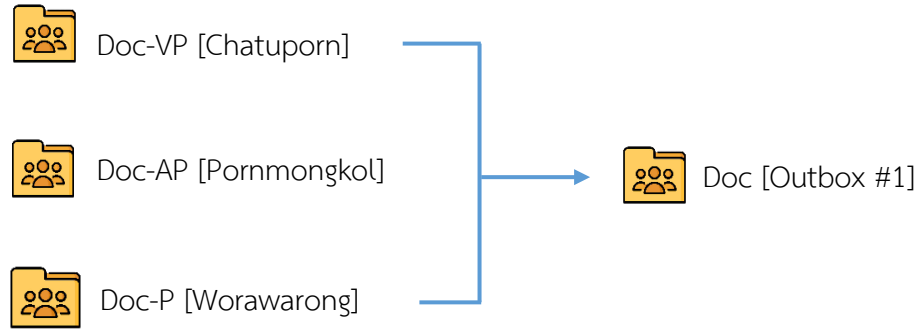 Doc-VP [Chatuporn]
Doc-AP [Pornmongkol]
Doc [Outbox #1]
Doc-P [Worawarong]